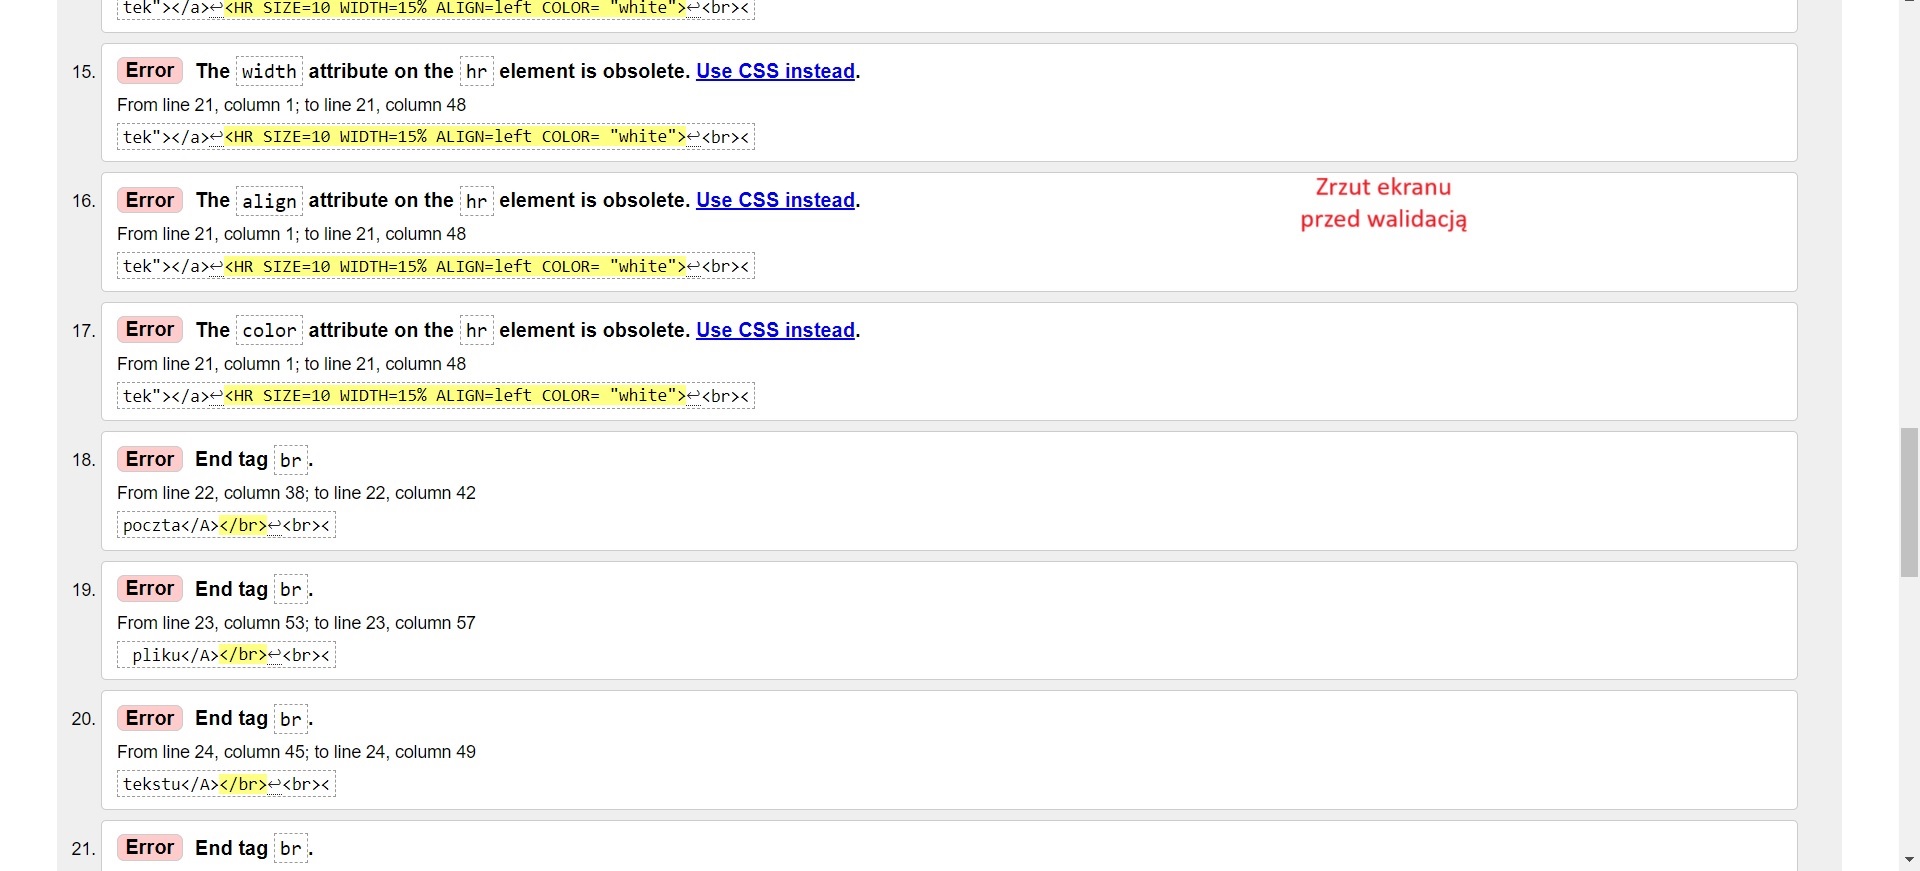 tek"></a>↩<HR SIZE=10 WIDTH=15% ALIGN=left COLOR= "white">↩<br><
15. Error The width attribute on the hr element is obsolete. Use CSS instead.
From line 21, column 1; to line 21, column 48
tek"></a>↩<HR SIZE=10 WIDTH=15% ALIGN=left COLOR= "white">↩<br><
16. Error The align attribute on the hr element is obsolete. Use CSS instead.
From line 21, column 1; to line 21, column 48
tek"></a>↩<HR SIZE=10 WIDTH=15% ALIGN=left COLOR= "white">↩<br><
Zrzut ekranu
przed walidacją
17. Error The color attribute on the hr element is obsolete. Use CSS instead.
From line 21, column 1; to line 21, column 48
tek"></a>↩<HR SIZE=10 WIDTH=15% ALIGN=left COLOR= "white">↩<br><
18. Error End tag br.
From line 22, column 38; to line 22, column 42
poczta</A></br>↩<br><
19. Error End tag br.
From line 23, column 53; to line 23, column 57
pliku</A></br>↩<br><
20. Error End tag br.
From line 24, column 45; to line 24, column 49
tekstu</A></br>↩<br><
21. Error End tag br.